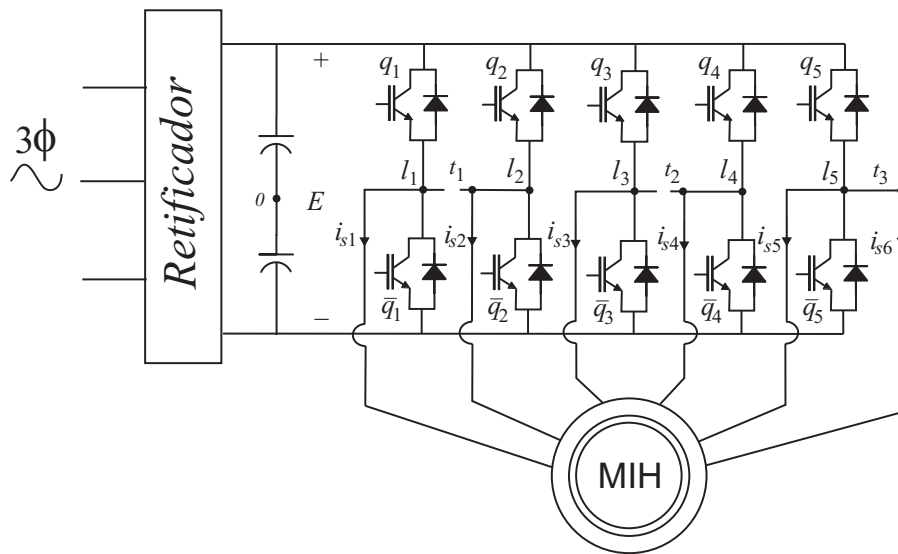 3ϕ
Retificador
+
0
E
−
q₁
q₂
q₃
q₄
q₅
l₁
t₁
l₂
l₃
t₂
l₄
l₅
t₃
iₛ₁
iₛ₂
iₛ₃
iₛ₄
iₛ₅
iₛ₆
q̅₁
q̅₂
q̅₃
q̅₄
q̅₅
MIH